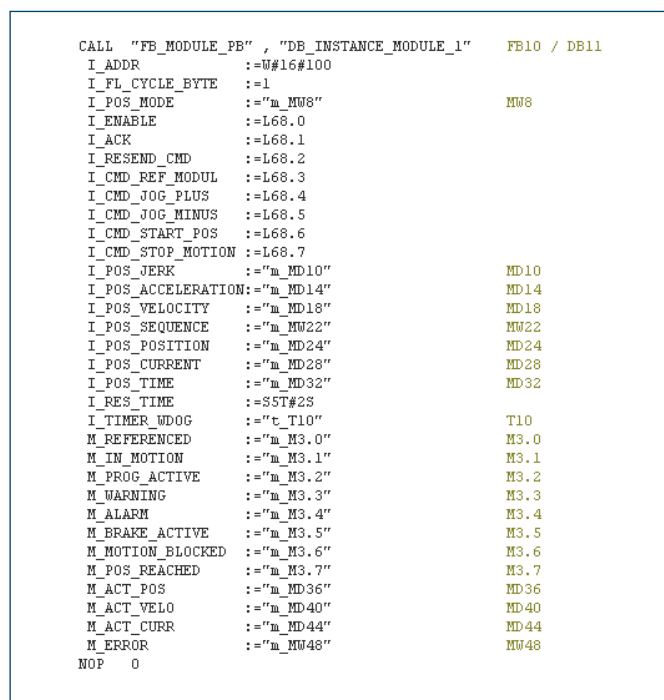 CALL "FB_MODULE_PB" , "DB_INSTANCE_MODULE_1" FB10 / DB11
I_ADDR :=W#16#100
I_FL_CYCLE_BYTE :=1
I_POS_MODE :="m_MW8" MW8
I_ENABLE :=L68.0
I_ACK :=L68.1
I_RESEND_CMD :=L68.2
I_CMD_REF_MODUL :=L68.3
I_CMD_JOG_PLUS :=L68.4
I_CMD_JOG_MINUS :=L68.5
I_CMD_START_POS :=L68.6
I_CMD_STOP_MOTION :=L68.7
I_POS_JERK :="m_MD10" MD10
I_POS_ACCELERATION:="m_MD14" MD14
I_POS_VELOCITY :="m_MD18" MD18
I_POS_SEQUENCE :="m_MW22" MW22
I_POS_POSITION :="m_MD24" MD24
I_POS_CURRENT :="m_MD28" MD28
I_POS_TIME :="m_MD32" MD32
I_RES_TIME :=S5T#2S
I_TIMER_WDOG :="t_T10" T10
M_REFERENCED :="m_M3.0" M3.0
M_IN_MOTION :="m_M3.1" M3.1
M_PROG_ACTIVE :="m_M3.2" M3.2
M_WARNING :="m_M3.3" M3.3
M_ALARM :="m_M3.4" M3.4
M_BRAKE_ACTIVE :="m_M3.5" M3.5
M_MOTION_BLOCKED :="m_M3.6" M3.6
M_POS_REACHED :="m_M3.7" M3.7
M_ACT_POS :="m_MD36" MD36
M_ACT_VELO :="m_MD40" MD40
M_ACT_CURR :="m_MD44" MD44
M_ERROR :="m_MW48" MW48
NOP 0